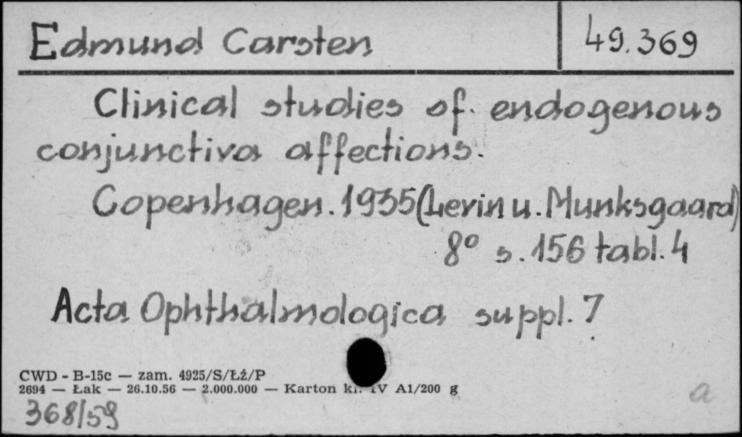 Edmund Carsten
49.369
Clinical studies of endogenous
conjunctiva affections.
Copenhagen. 1935 (Levin u. Munksgaard)
8° s. 156 tabl. 4
Acta Ophthalmologica suppl. 7
CWD - B-15c — zam. 4925/S/ŁŻ/P
2694 — Łak — 26.10.56 — 2.000.000 — Karton kl. IV A1/200 g
368/59
a